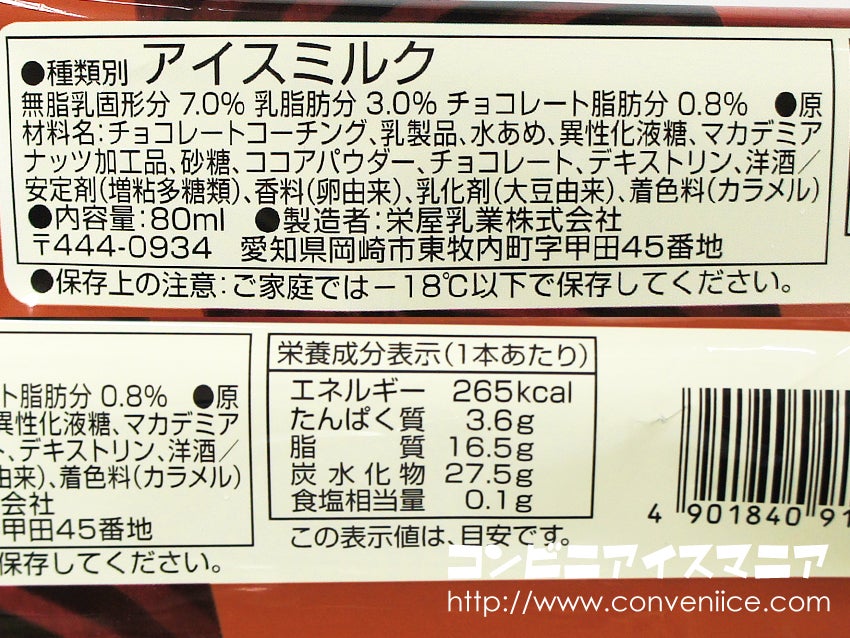 ●種類別 アイスミルク
無脂乳固形分 7.0% 乳脂肪分 3.0% チョコレート脂肪分 0.8% ●原
材料名:チョコレートコーチング、乳製品、水あめ、異性化液糖、マカデミア
ナッツ加工品、砂糖、ココアパウダー、チョコレート、デキストリン、洋酒/
安定剤(増粘多糖類)、香料(卵由来)、乳化剤(大豆由来)、着色料(カラメル)
●内容量:80ml ●製造者:栄屋乳業株式会社
〒444-0934 愛知県岡崎市東牧内町字甲田45番地
●保存上の注意:ご家庭では-18℃以下で保存してください。
ト脂肪分 0.8% ●原
異性化液糖、マカデミア
ト、デキストリン、洋酒/
由来)、着色料(カラメル)
会社
甲田45番地
保存してください。
栄養成分表示(1本あたり)
エネルギー 265kcal
たんぱく質 3.6g
脂質 16.5g
炭水化物 27.5g
食塩相当量 0.1g
この表示値は、目安です。
4 901840 91
コンビニアイスマニア
http://www.conveniice.com